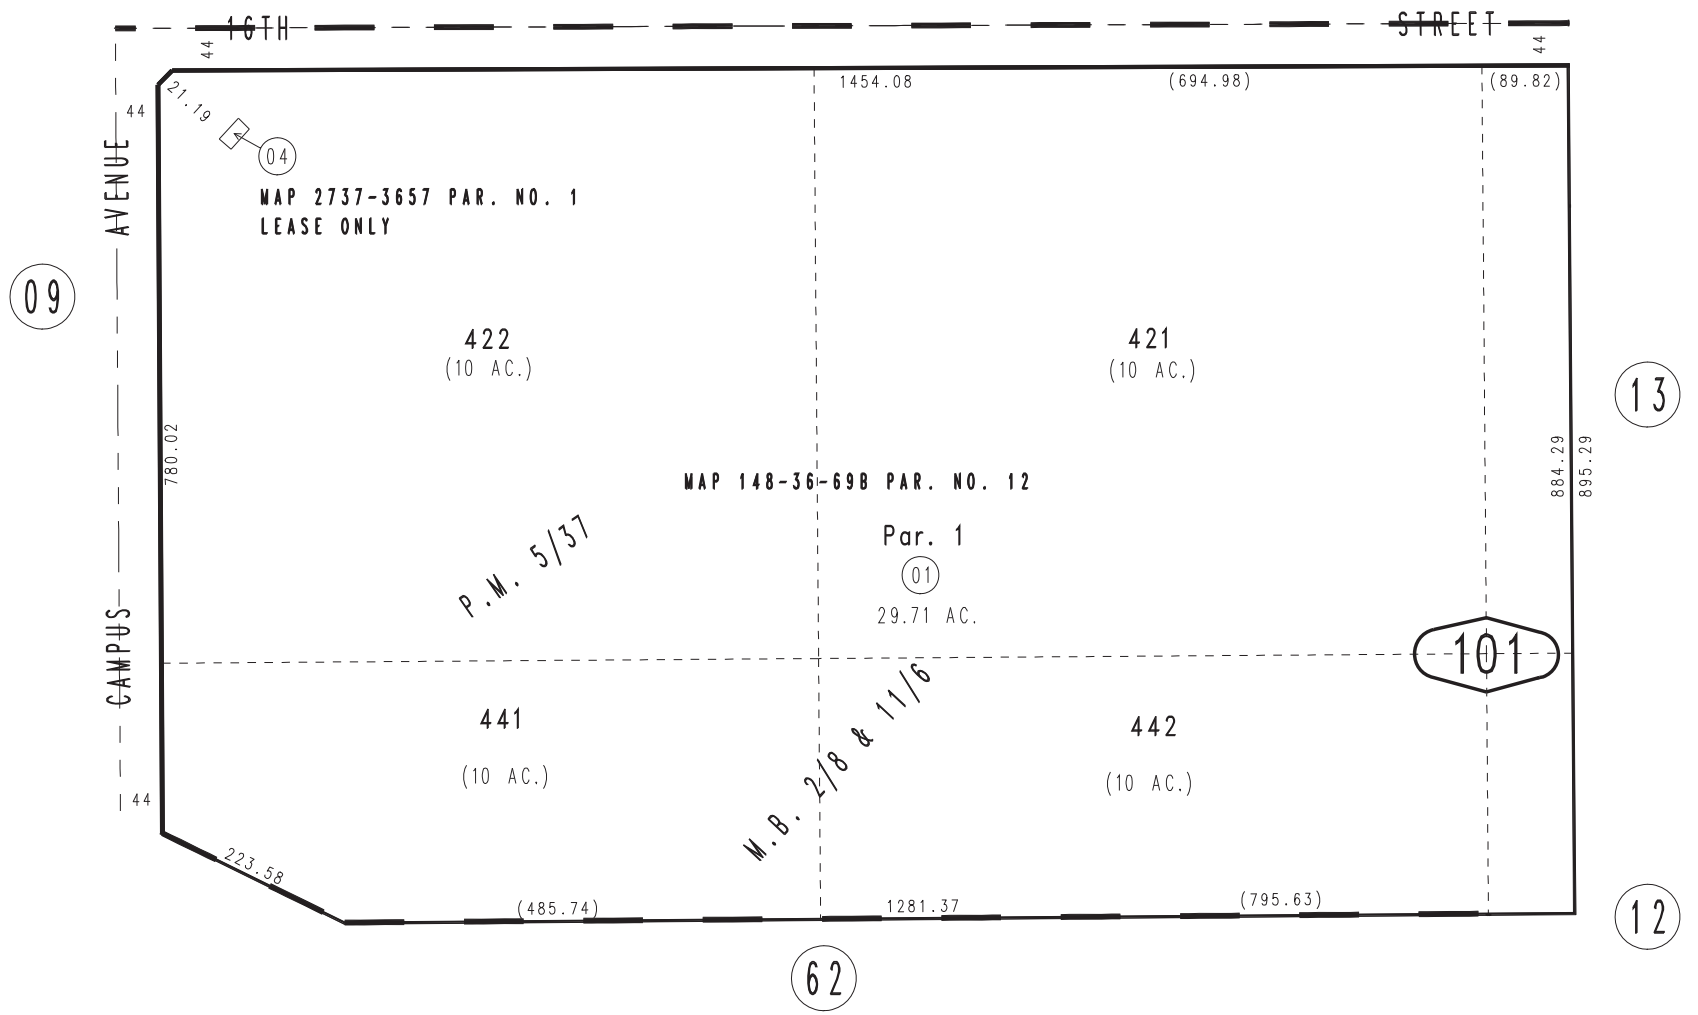 16TH STREET
44
44
1454.08
(694.98)
(89.82)
21.19
44
04
MAP 2737-3657 PAR. NO. 1
LEASE ONLY
AVENUE
09
422
(10 AC.)
421
(10 AC.)
13
780.02
884.29
895.29
MAP 148-36-69B PAR. NO. 12
Par. 1
01
29.71 AC.
P.M. 5/37
CAMPUS
101
441
(10 AC.)
442
(10 AC.)
M.B. 2/8 & 11/6
44
223.58
(485.74)
1281.37
(795.63)
12
62